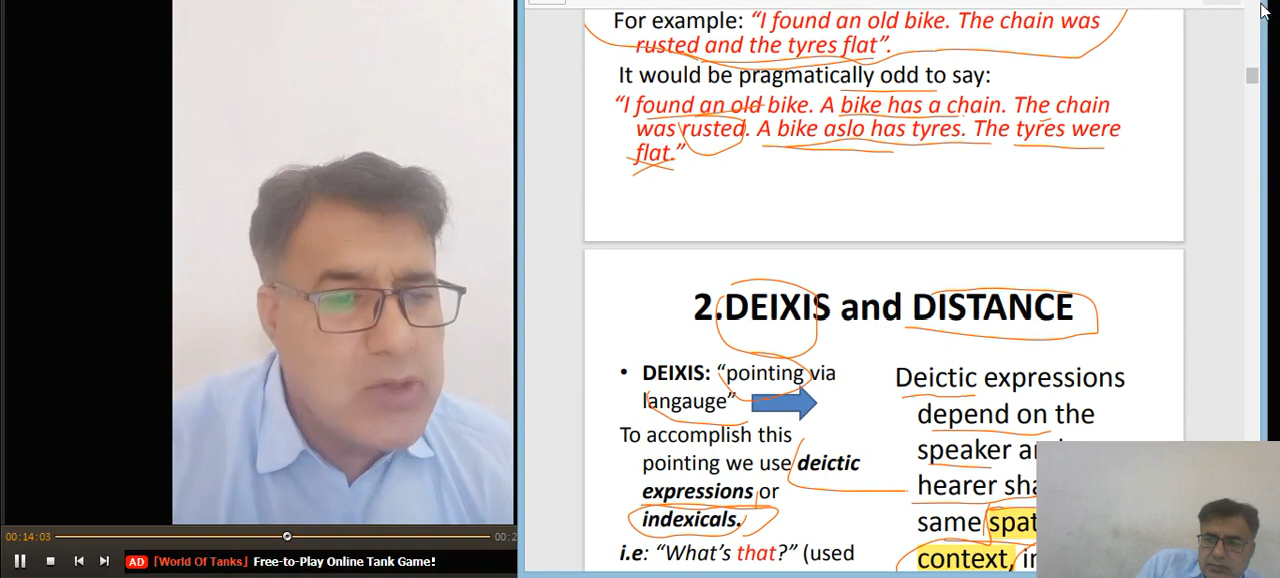 For example: "I found an old bike. The chain was
rusted and the tyres flat".
It would be pragmatically odd to say:
"I found an old bike. A bike has a chain. The chain
was rusted. A bike aslo has tyres. The tyres were
flat."
2.DEIXIS and DISTANCE
• DEIXIS: "pointing via
langauge"
To accomplish this
pointing we use deictic
expressions or
indexicals.
i.e: "What's that?" (used
Deictic expressions
depend on the
speaker
hearer
same
context,
00:14:03
AD [World Of Tanks] Free-to-Play Online Tank Game!